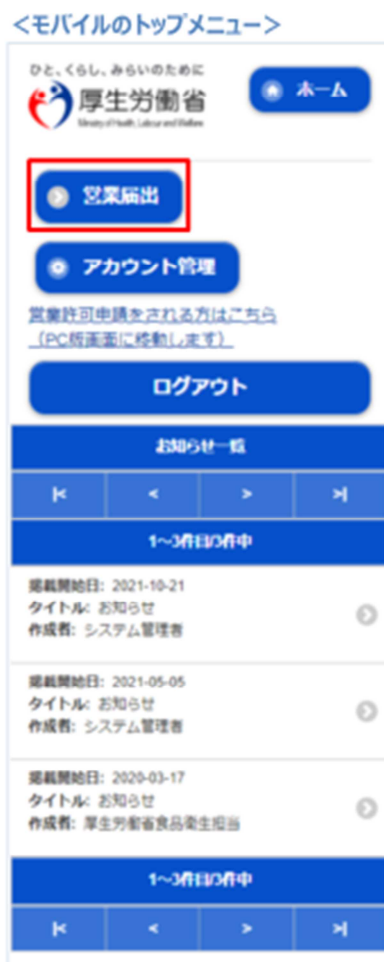 ＜モバイルのトップメニュー＞
ひと、くらし、みらいのために
厚生労働省
Ministry of Health, Labour and Welfare
ホーム
営業届出
アカウント管理
営業許可申請をされる方はこちら
（PC版画面に移動します）
ログアウト
お知らせ一覧
|< < > >|
1～3件目/3件中
掲載開始日: 2021-10-21
タイトル: お知らせ
作成者: システム管理者
掲載開始日: 2021-05-05
タイトル: お知らせ
作成者: システム管理者
掲載開始日: 2020-03-17
タイトル: お知らせ
作成者: 厚生労働省食品衛生担当
1～3件目/3件中
|< < > >|